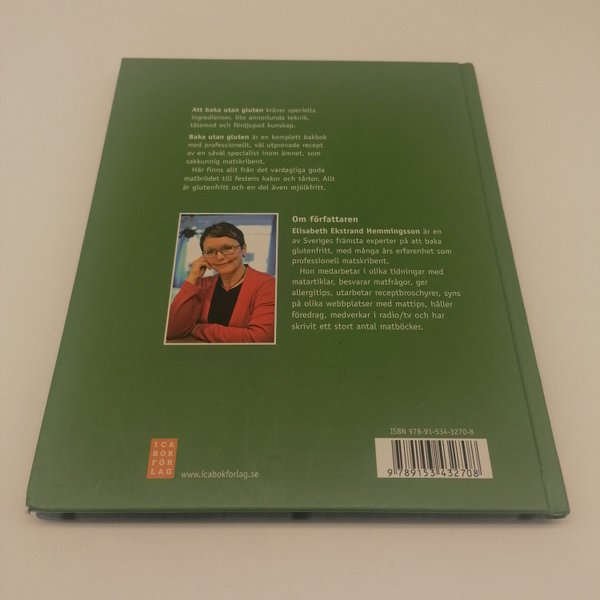 Att baka utan gluten kräver speciella
ingredienser, lite annorlunda teknik,
tålamod och fördjupad kunskap.
Baka utan gluten är en komplett bakbok
med professionellt, väl utprovade recept
av en såväl specialist inom ämnet, som
sakkunnig matskribent.
Här finns allt från det vardagliga goda
matbrödet till festens kakor och tårtor. Allt
är glutenfritt och en del även mjölkfritt.
Om författaren
Elisabeth Ekstrand Hemmingsson är en
av Sveriges främsta experter på att baka
glutenfritt, med många års erfarenhet som
professionell matskribent.
Hon medarbetar i olika tidningar med
matartiklar, besvarar matfrågor, ger
allergitips, utarbetar receptbroschyrer, syns
på olika webbplatser med mattips, håller
föredrag, medverkar i radio/tv och har
skrivit ett stort antal matböcker.
ISBN 978-91-534-3270-8
9 789153 432708
ICA
BOK
FÖR
LAG
www.icabokforlag.se